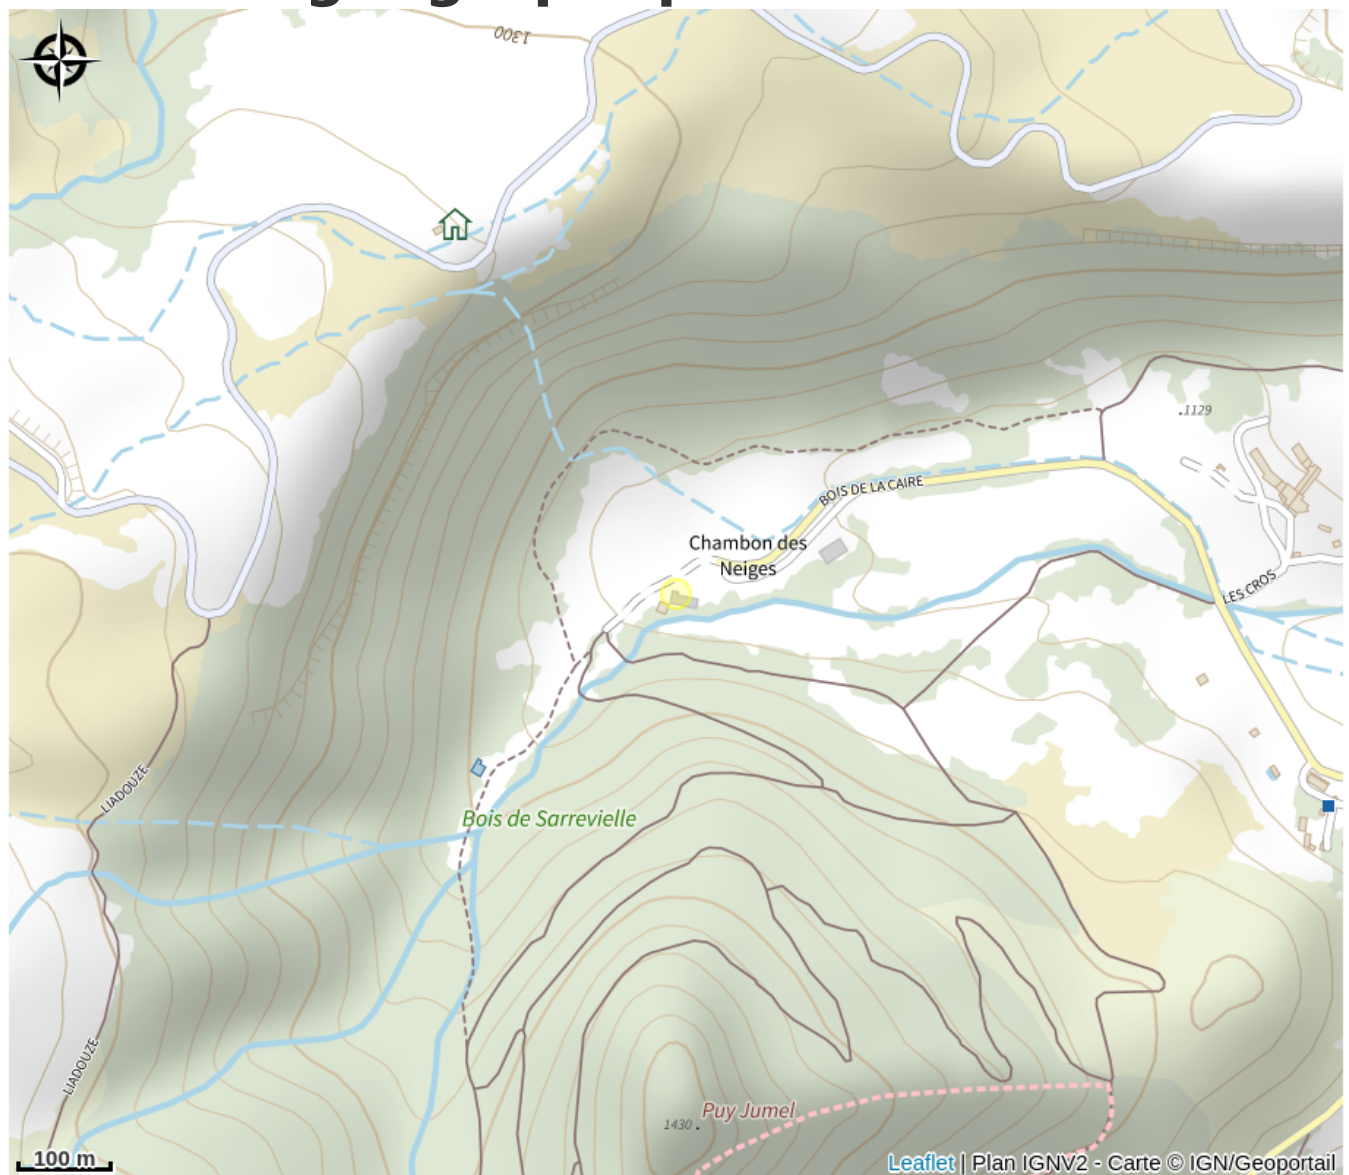 1300
1129
BOIS DE LA CAIRE
Chambon des
Neiges
LES CROS
LIADOUZE
Bois de Sarrevielle
LIADOUZE
Puy Jumel
1430
100 m
Leaflet | Plan IGNV2 - Carte © IGN/Geoportail